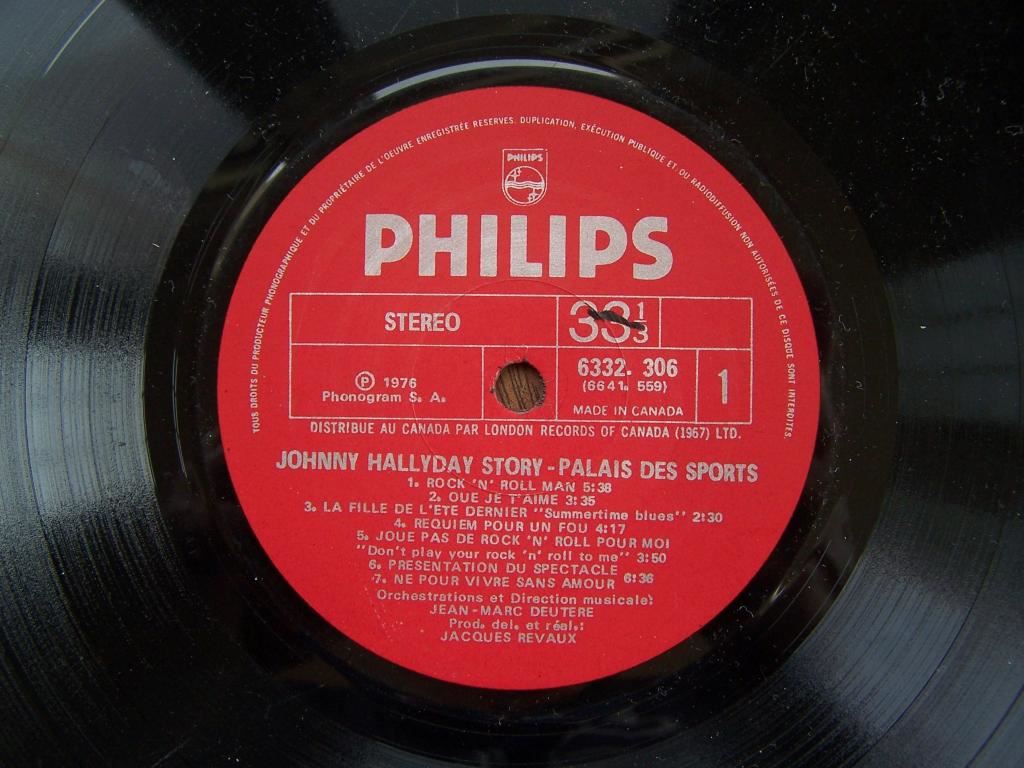 TOUS DROITS DU PRODUCTEUR PHONOGRAPHIQUE ET DU PROPRIÉTAIRE DE L'OEUVRE ENREGISTRÉE RESERVES. DUPLICATION, EXÉCUTION PUBLIQUE ET OU RADIODIFFUSION NON AUTORISÉES DE CE DISQUE SONT INTERDITES.
PHILIPS
PHILIPS
STEREO
33 1/3
6332. 306
(6641. 559)
1
Ⓟ 1976
Phonogram S. A.
MADE IN CANADA
DISTRIBUE AU CANADA PAR LONDON RECORDS OF CANADA (1967) LTD.
JOHNNY HALLYDAY STORY-PALAIS DES SPORTS
1. ROCK 'N' ROLL MAN 5:38
2. QUE JE T'AIME 3:35
3. LA FILLE DE L'ETE DERNIER "Summertime blues" 2:30
4. REQUIEM POUR UN FOU 4:17
5. JOUE PAS DE ROCK 'N' ROLL POUR MOI
"Don't play your rock 'n' roll to me" 3:50
6. PRESENTATION DU SPECTACLE
7. NE POUR VIVRE SANS AMOUR 6:36
Orchestrations et Direction musicale:
JEAN-MARC DEUTERE
Prod. del. et réal.:
JACQUES REVAUX